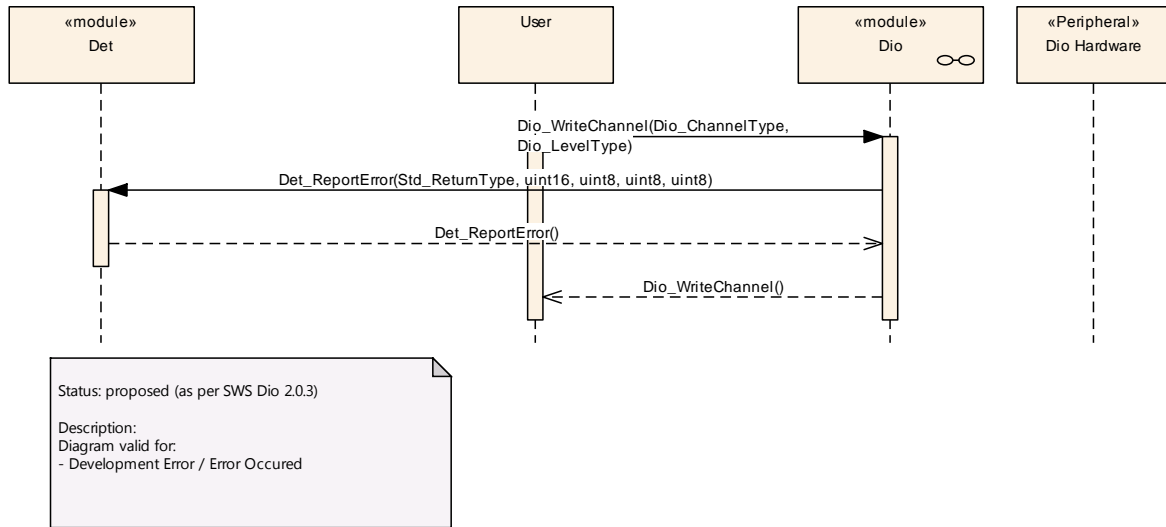 «module»
Det
User
«module»
Dio
«Peripheral»
Dio Hardware
Dio_WriteChannel(Dio_ChannelType,
Dio_LevelType)
Det_ReportError(Std_ReturnType, uint16, uint8, uint8, uint8)
Det_ReportError()
Dio_WriteChannel()
Status: proposed (as per SWS Dio 2.0.3)
Description:
Diagram valid for:
- Development Error / Error Occured